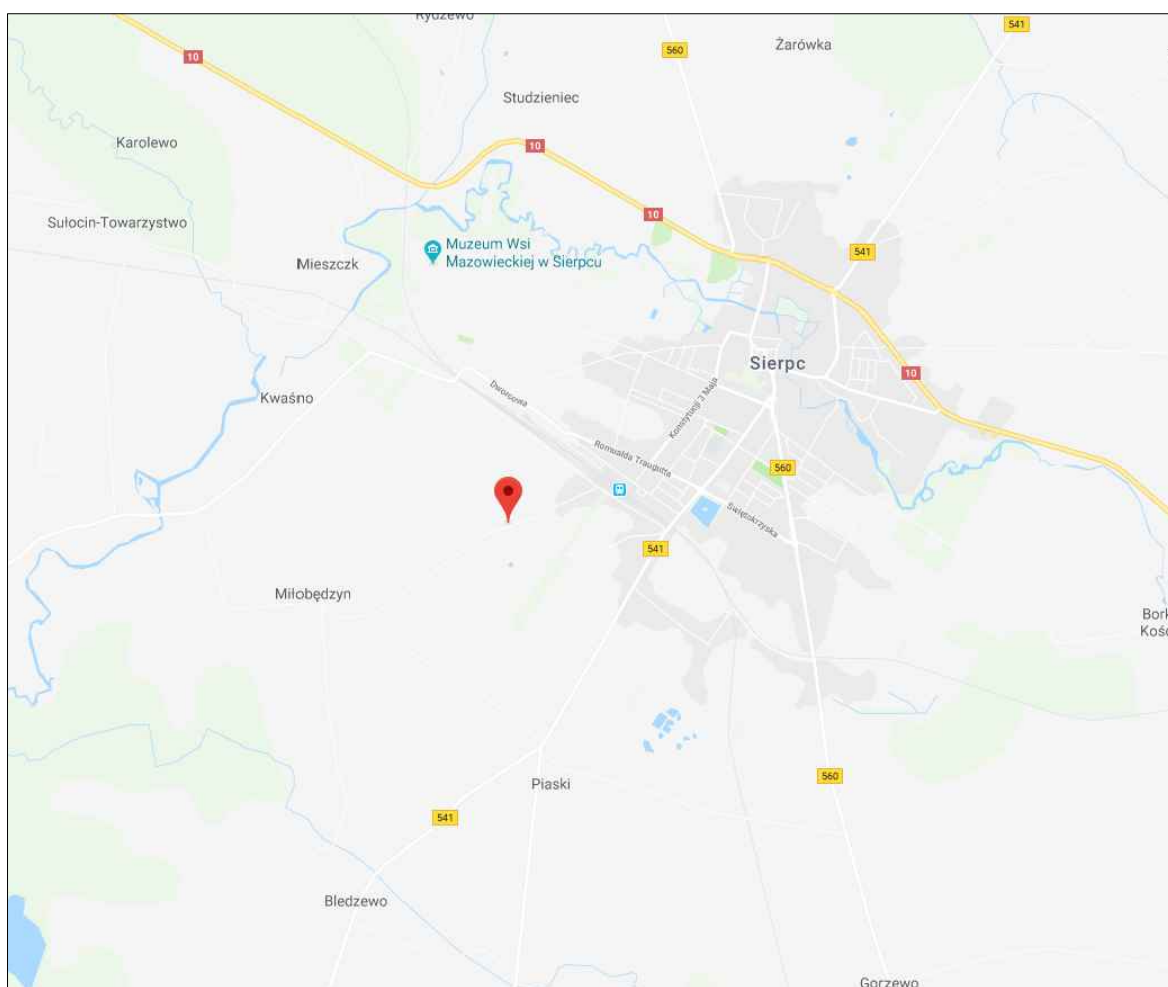 Rydzewo
541
560
Żarówka
10
Studzieniec
Karolewo
10
10
Sułocin-Towarzystwo
Muzeum Wsi
Mazowieckiej w Sierpcu
541
Mieszczk
Sierpc
10
Dworcowa
Konstytucji 3 Maja
Kwaśno
Romualda Traugutta
560
Świętokrzyska
541
Miłobędzyn
Bork
Kośc
560
Piaski
541
Bledzewo
Gorzewo